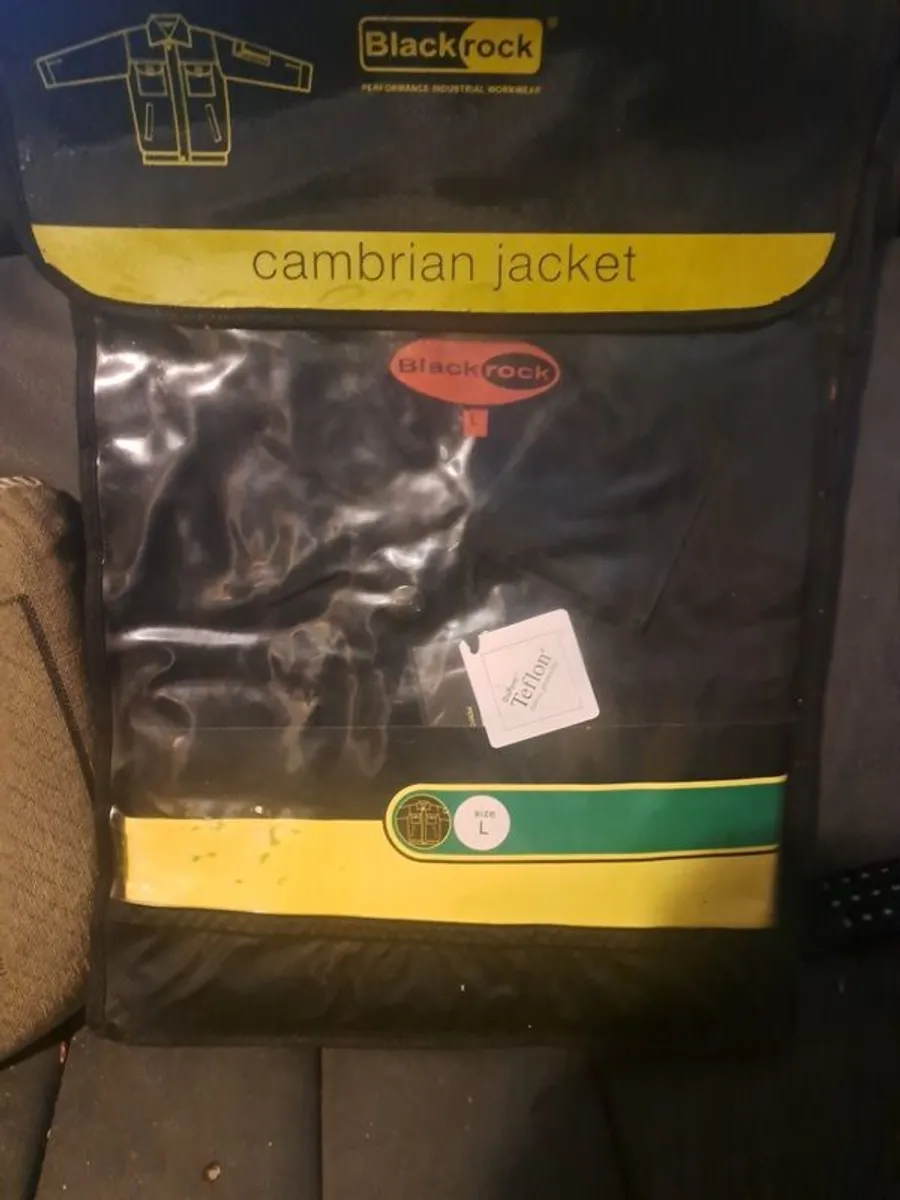 Blackrock
PERFORMANCE INDUSTRIAL WORKWEAR
cambrian jacket
Blackrock
L
Teflon
SIZE
L